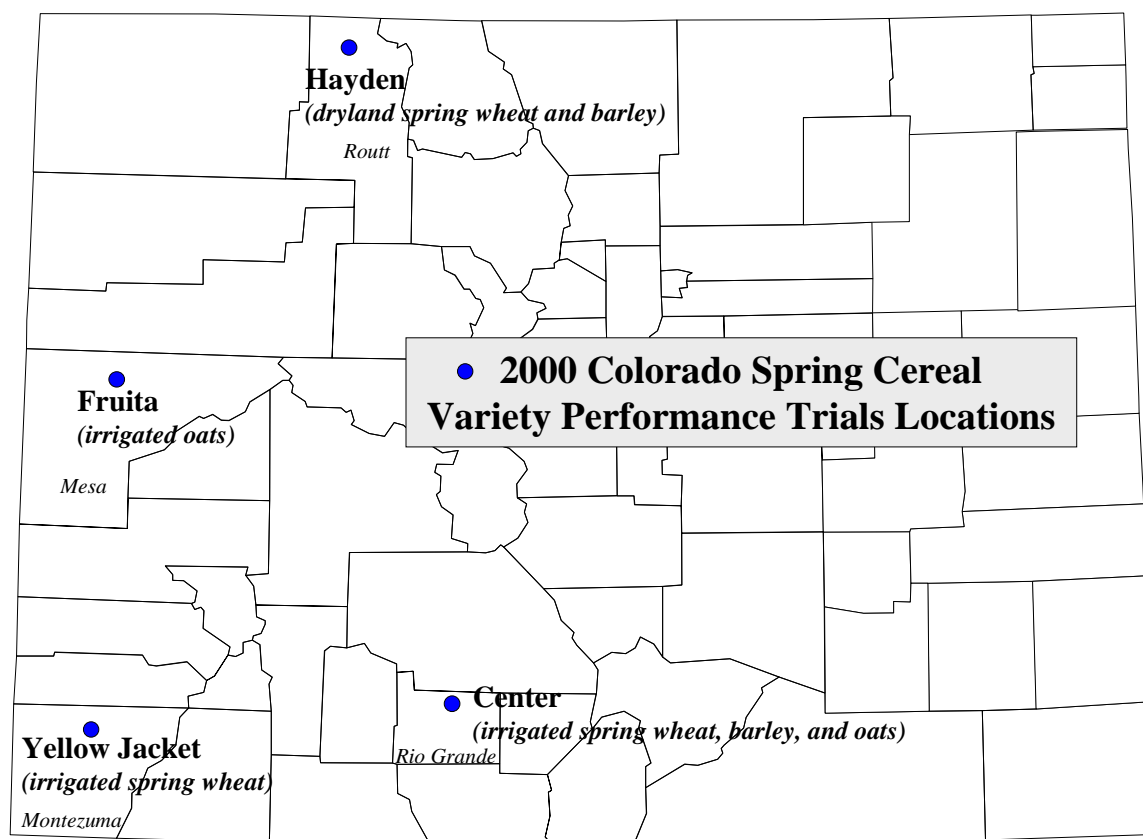 Hayden
(dryland spring wheat and barley)
Routt
2000 Colorado Spring Cereal
Variety Performance Trials Locations
Fruita
(irrigated oats)
Mesa
Center
(irrigated spring wheat, barley, and oats)
Rio Grande
Yellow Jacket
(irrigated spring wheat)
Montezuma